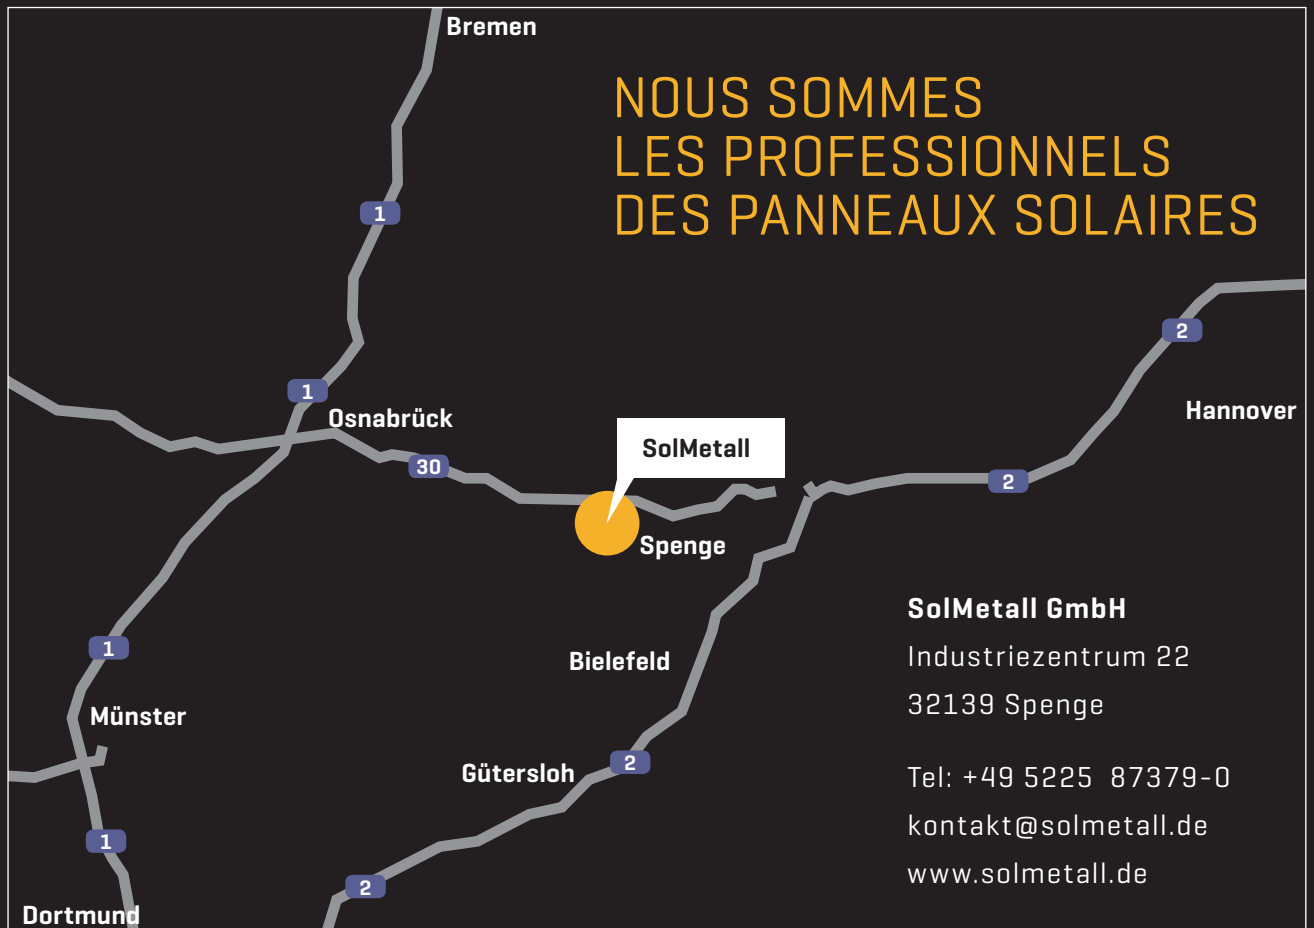 Bremen
NOUS SOMMES
LES PROFESSIONNELS
DES PANNEAUX SOLAIRES
1
2
1
Osnabrück
Hannover
SolMetall
30
2
Spenge
SolMetall GmbH
Industriezentrum 22
32139 Spenge
1
Bielefeld
Münster
2
Gütersloh
Tel: +49 5225 87379-0
kontakt@solmetall.de
www.solmetall.de
1
2
Dortmund